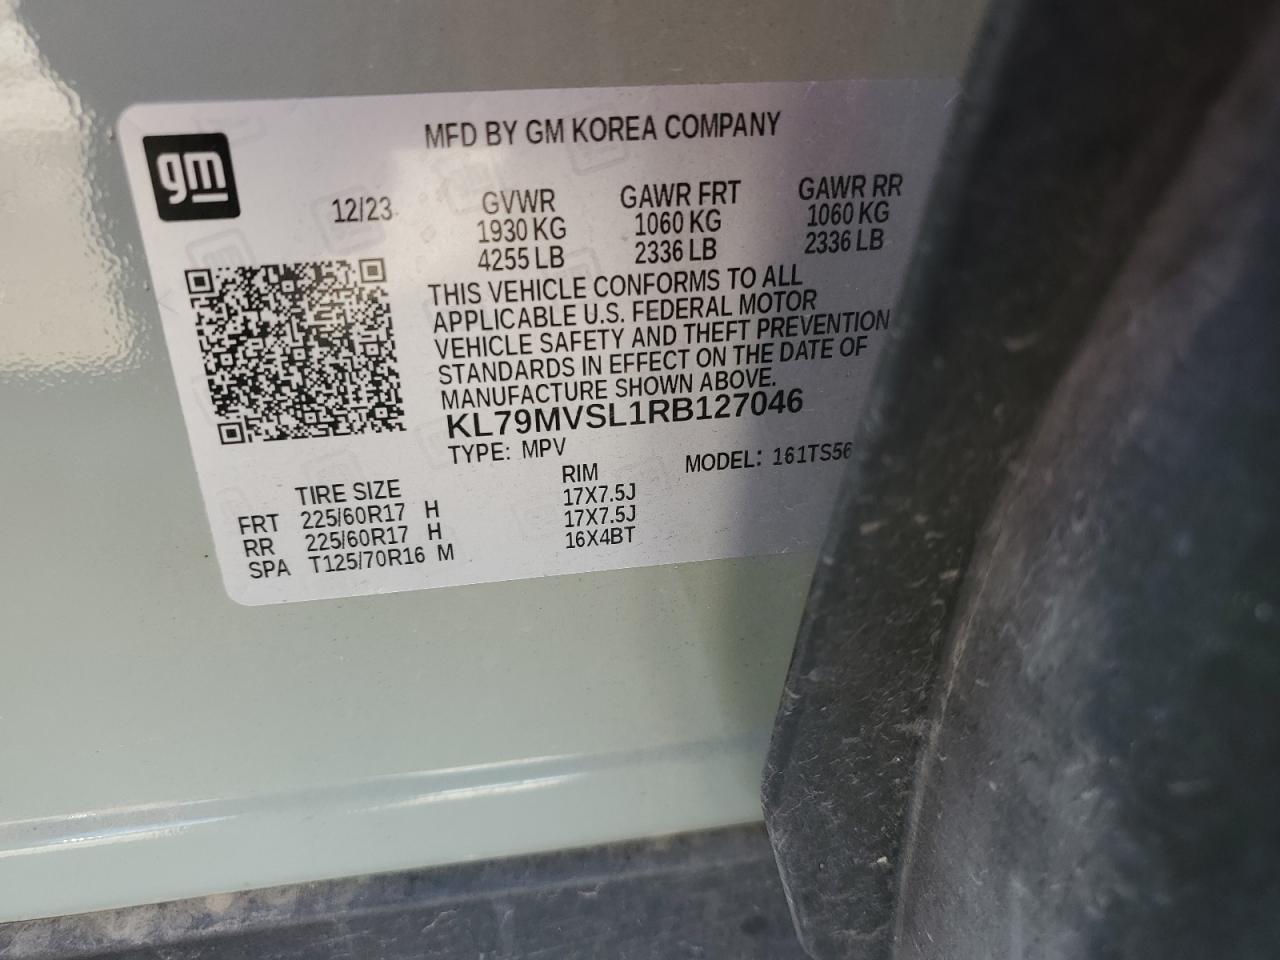 gm
MFD BY GM KOREA COMPANY
12/23 GVWR GAWR FRT GAWR RR
1930 KG 1060 KG 1060 KG
4255 LB 2336 LB 2336 LB
THIS VEHICLE CONFORMS TO ALL
APPLICABLE U.S. FEDERAL MOTOR
VEHICLE SAFETY AND THEFT PREVENTION
STANDARDS IN EFFECT ON THE DATE OF
MANUFACTURE SHOWN ABOVE.
KL79MVSL1RB127046
TYPE: MPV MODEL: 161TS56
TIRE SIZE RIM
FRT 225/60R17 H 17X7.5J
RR 225/60R17 H 17X7.5J
SPA T125/70R16 M 16X4BT